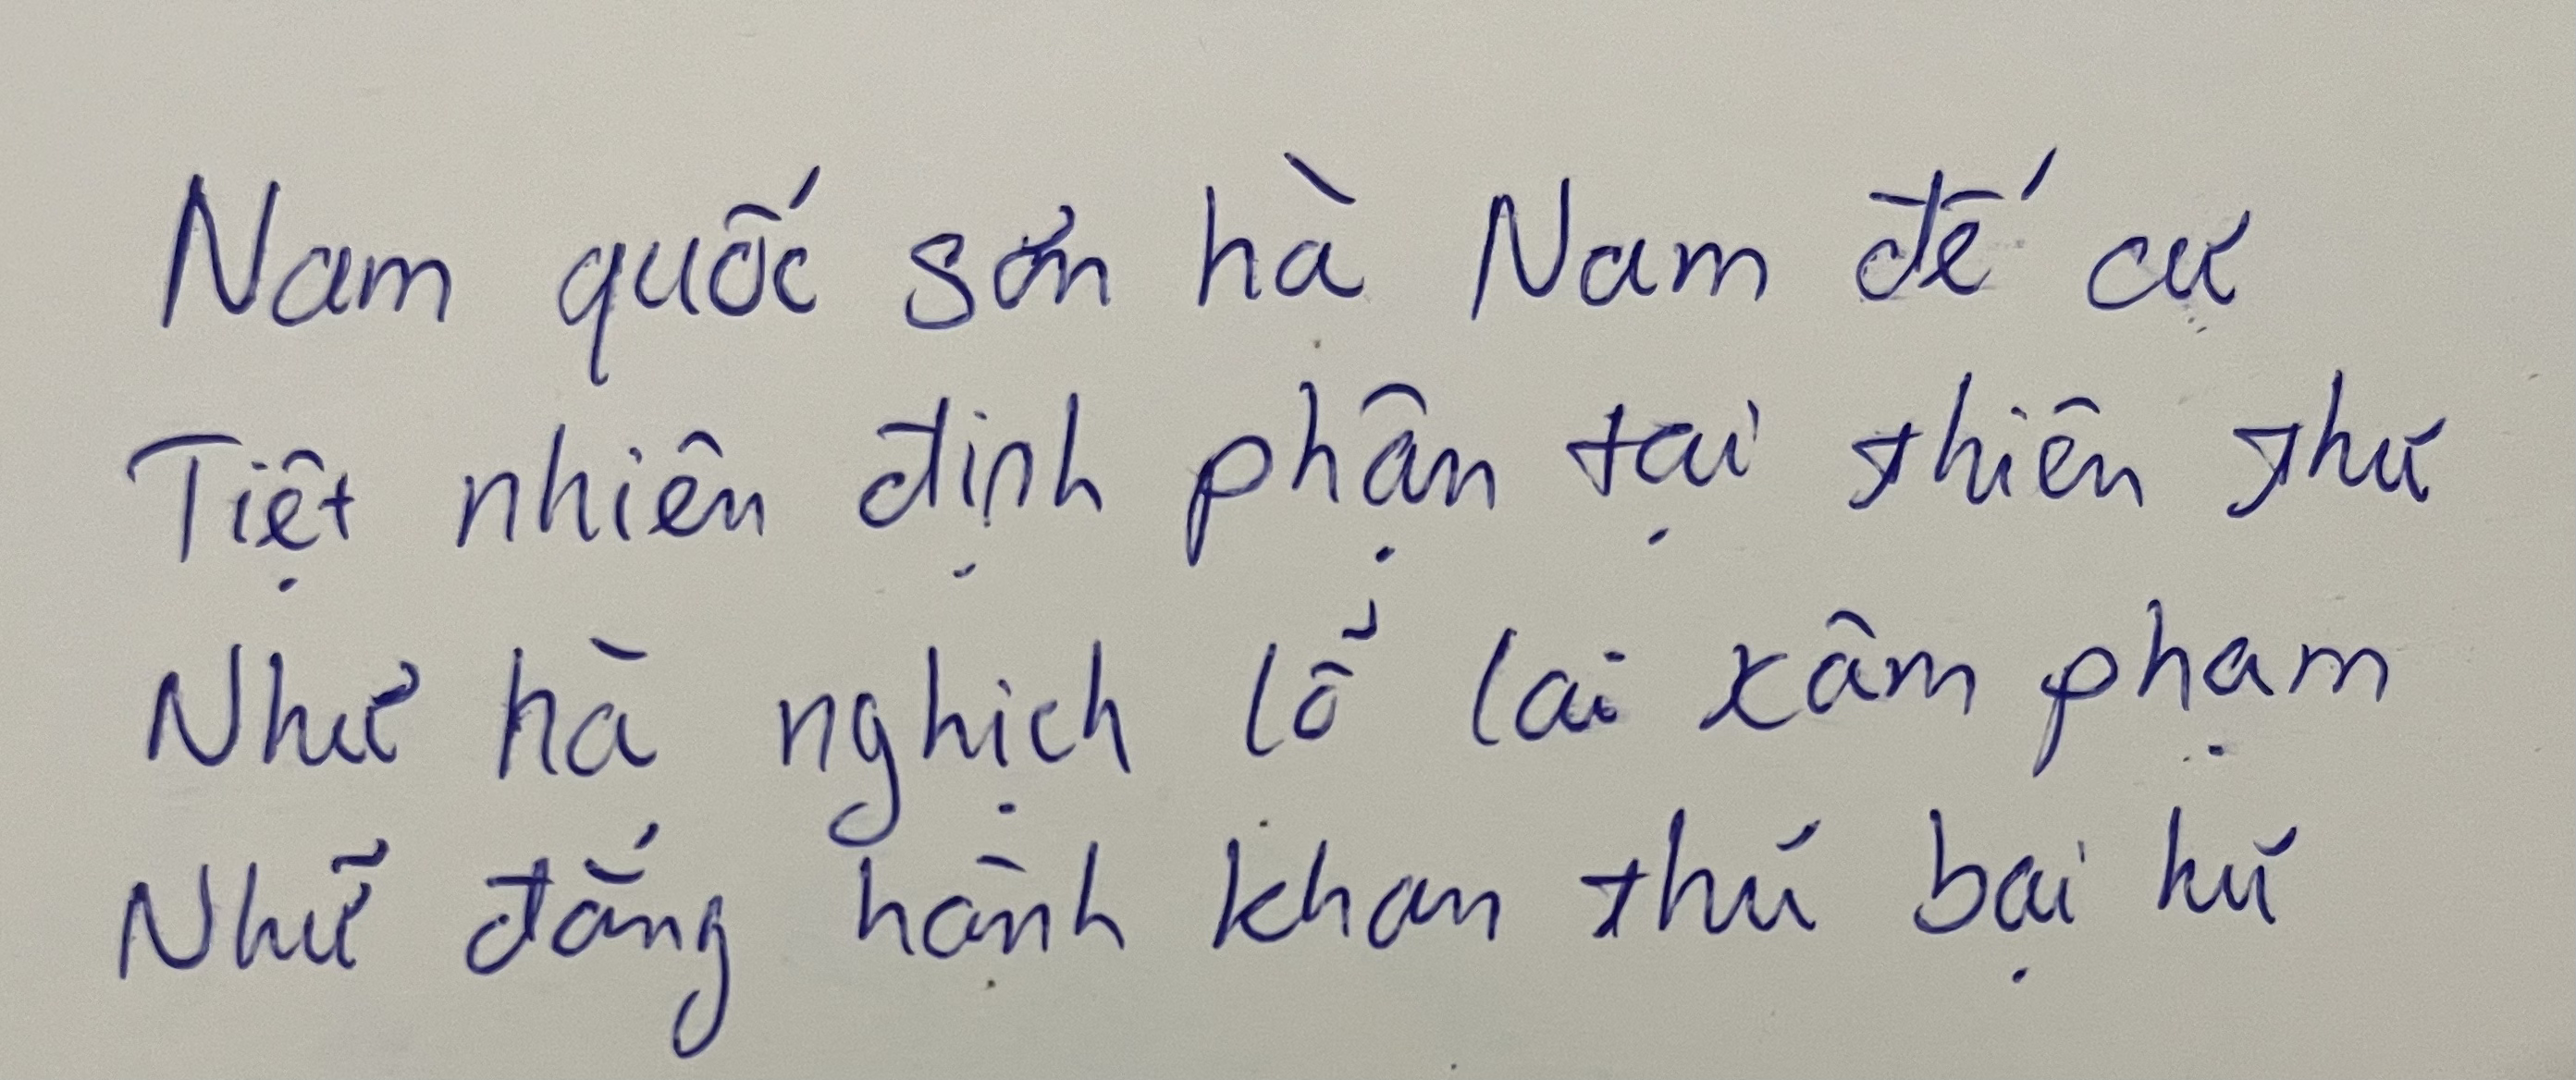 Nam quốc sơn hà Nam đế cư
Tiệt nhiên định phận tại thiên thư
Như hà nghịch lỗ lai xâm phạm
Nhữ đẳng hành khan thủ bại hư